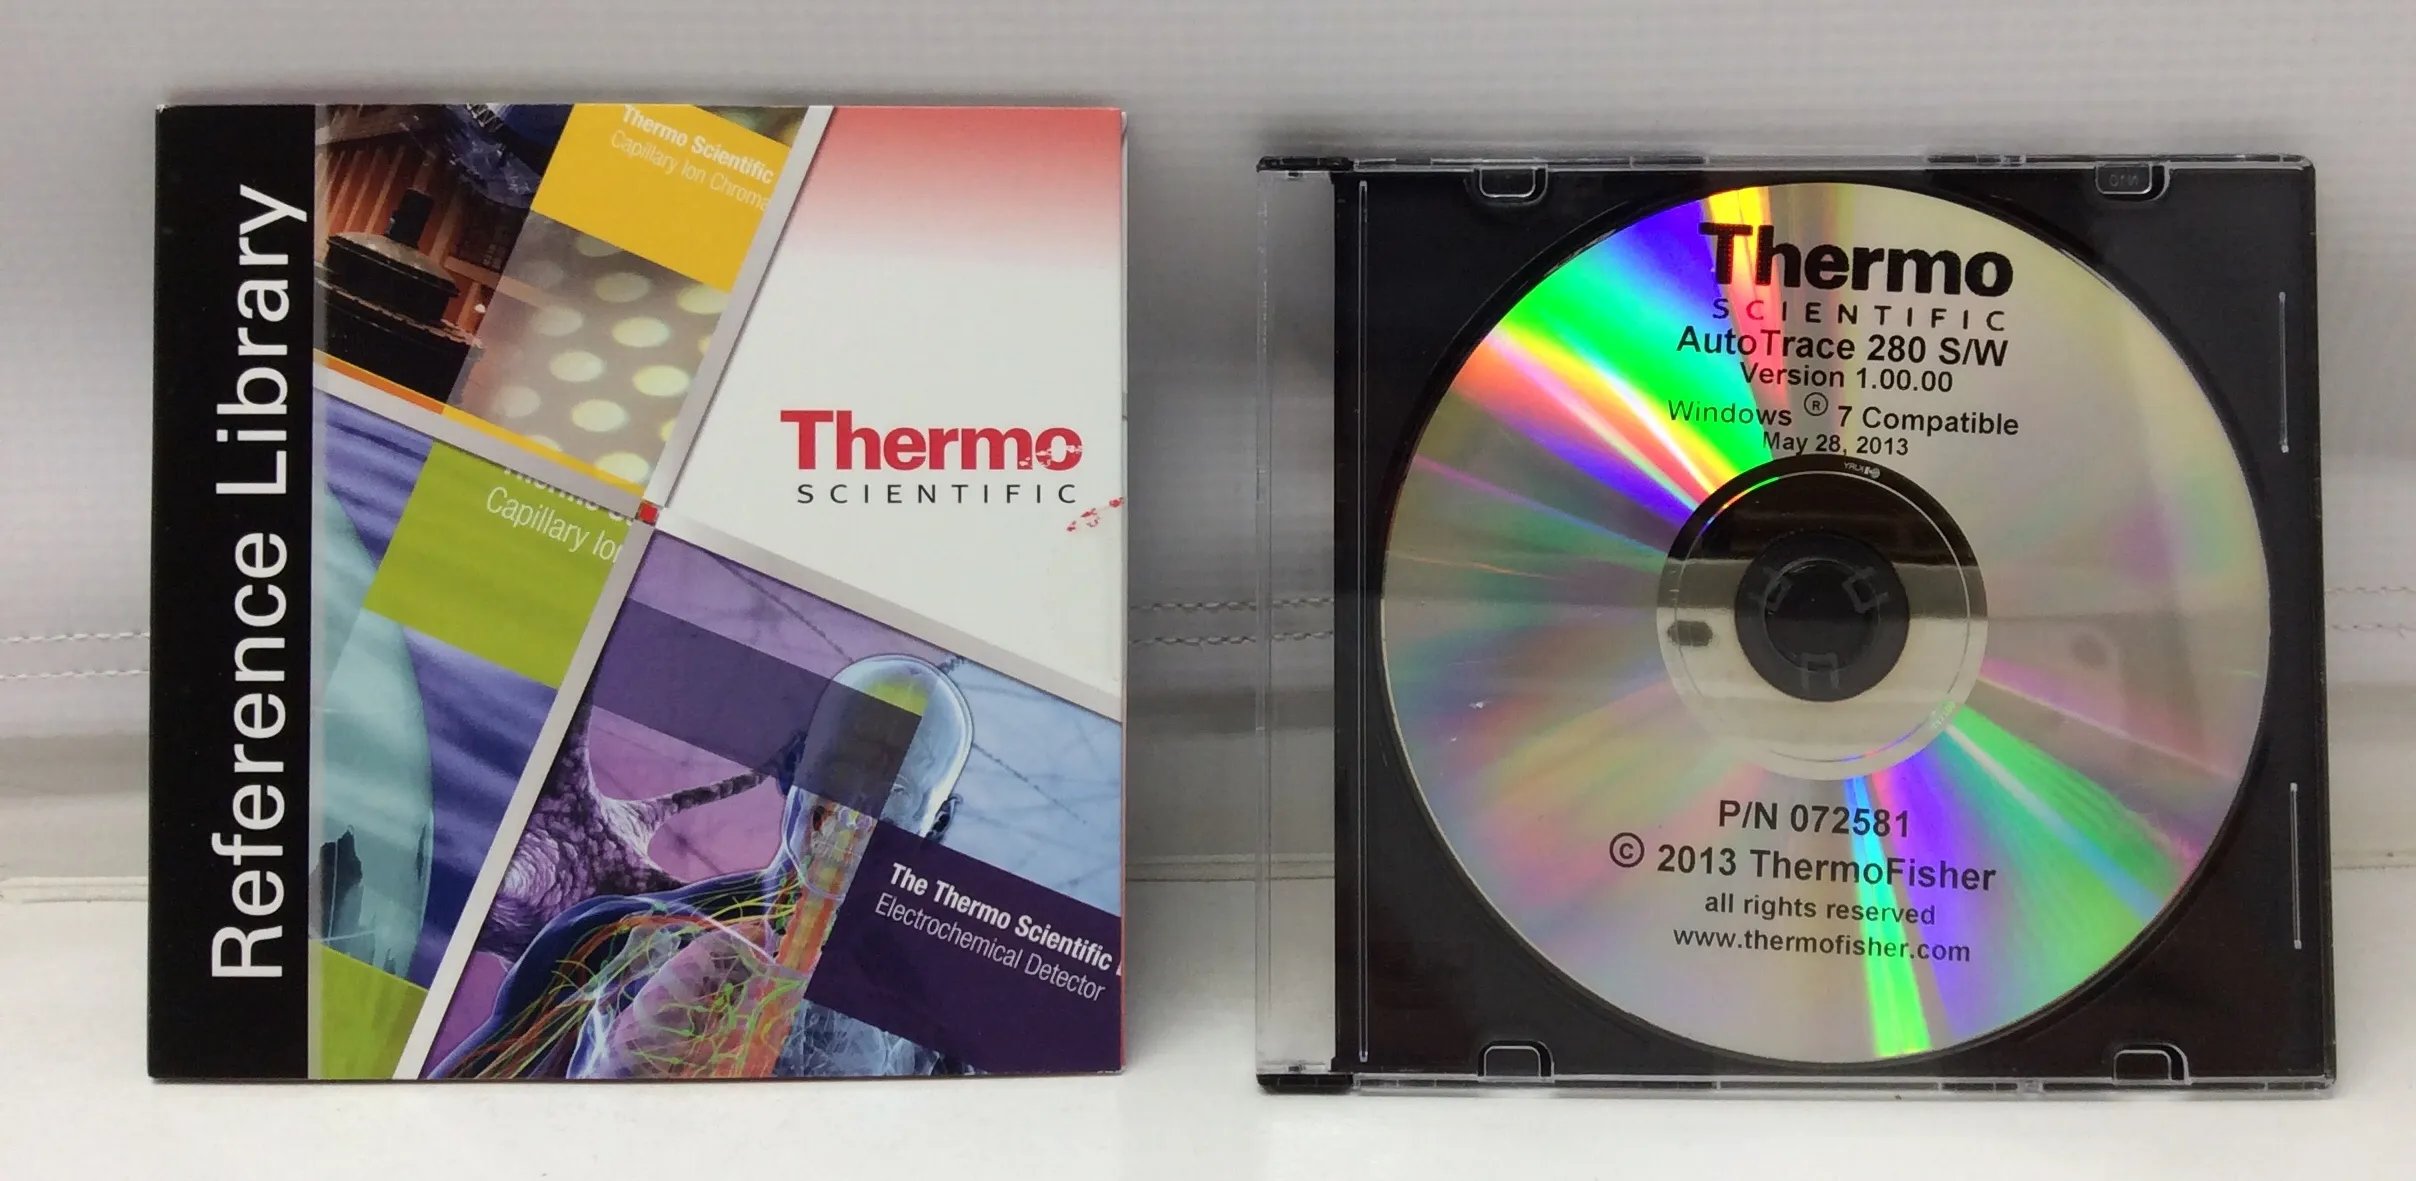 Reference Library
Thermo Scientific
Capillary Ion Chroma
Thermo
SCIENTIFIC
Capillary Ion
The Thermo Scientific
Electrochemical Detector
Thermo
SCIENTIFIC
AutoTrace 280 S/W
Version 1.00.00
Windows ® 7 Compatible
May 28, 2013
P/N 072581
© 2013 ThermoFisher
all rights reserved
www.thermofisher.com